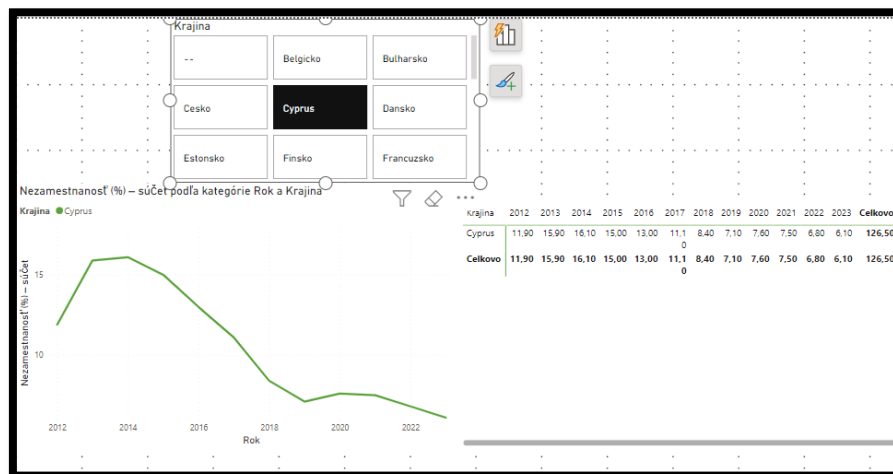 Krajina
-- Belgicko Bulharsko
Cesko Cyprus Dansko
Estonsko Finsko Francuzsko
Nezamestnanosť (%) – súčet podľa kategórie Rok a Krajina
Krajina Cyprus
Nezamestnanosť (%) – súčet
15
10
2012 2014 2016 2018 2020 2022
Rok
Krajina 2012 2013 2014 2015 2016 2017 2018 2019 2020 2021 2022 2023 Celkovo
Cyprus 11,90 15,90 16,10 15,00 13,00 11,1 8,40 7,10 7,60 7,50 6,80 6,10 126,50
0
Celkovo 11,90 15,90 16,10 15,00 13,00 11,1 8,40 7,10 7,60 7,50 6,80 6,10 126,50
0